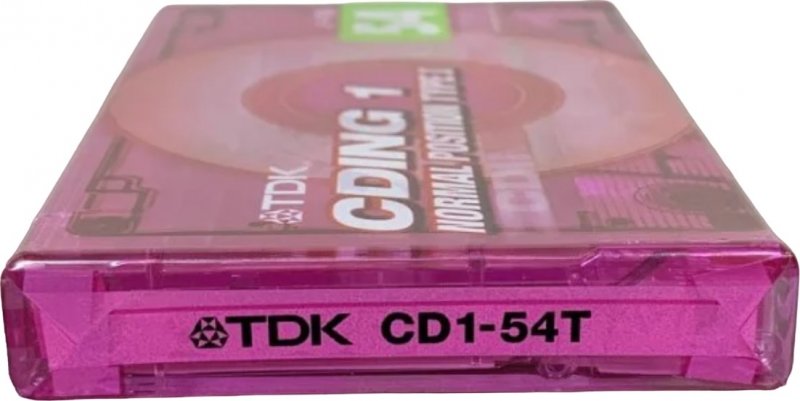 54
TDK
CDING 1
NORMAL POSITION TYPE I
TDK CD1-54T